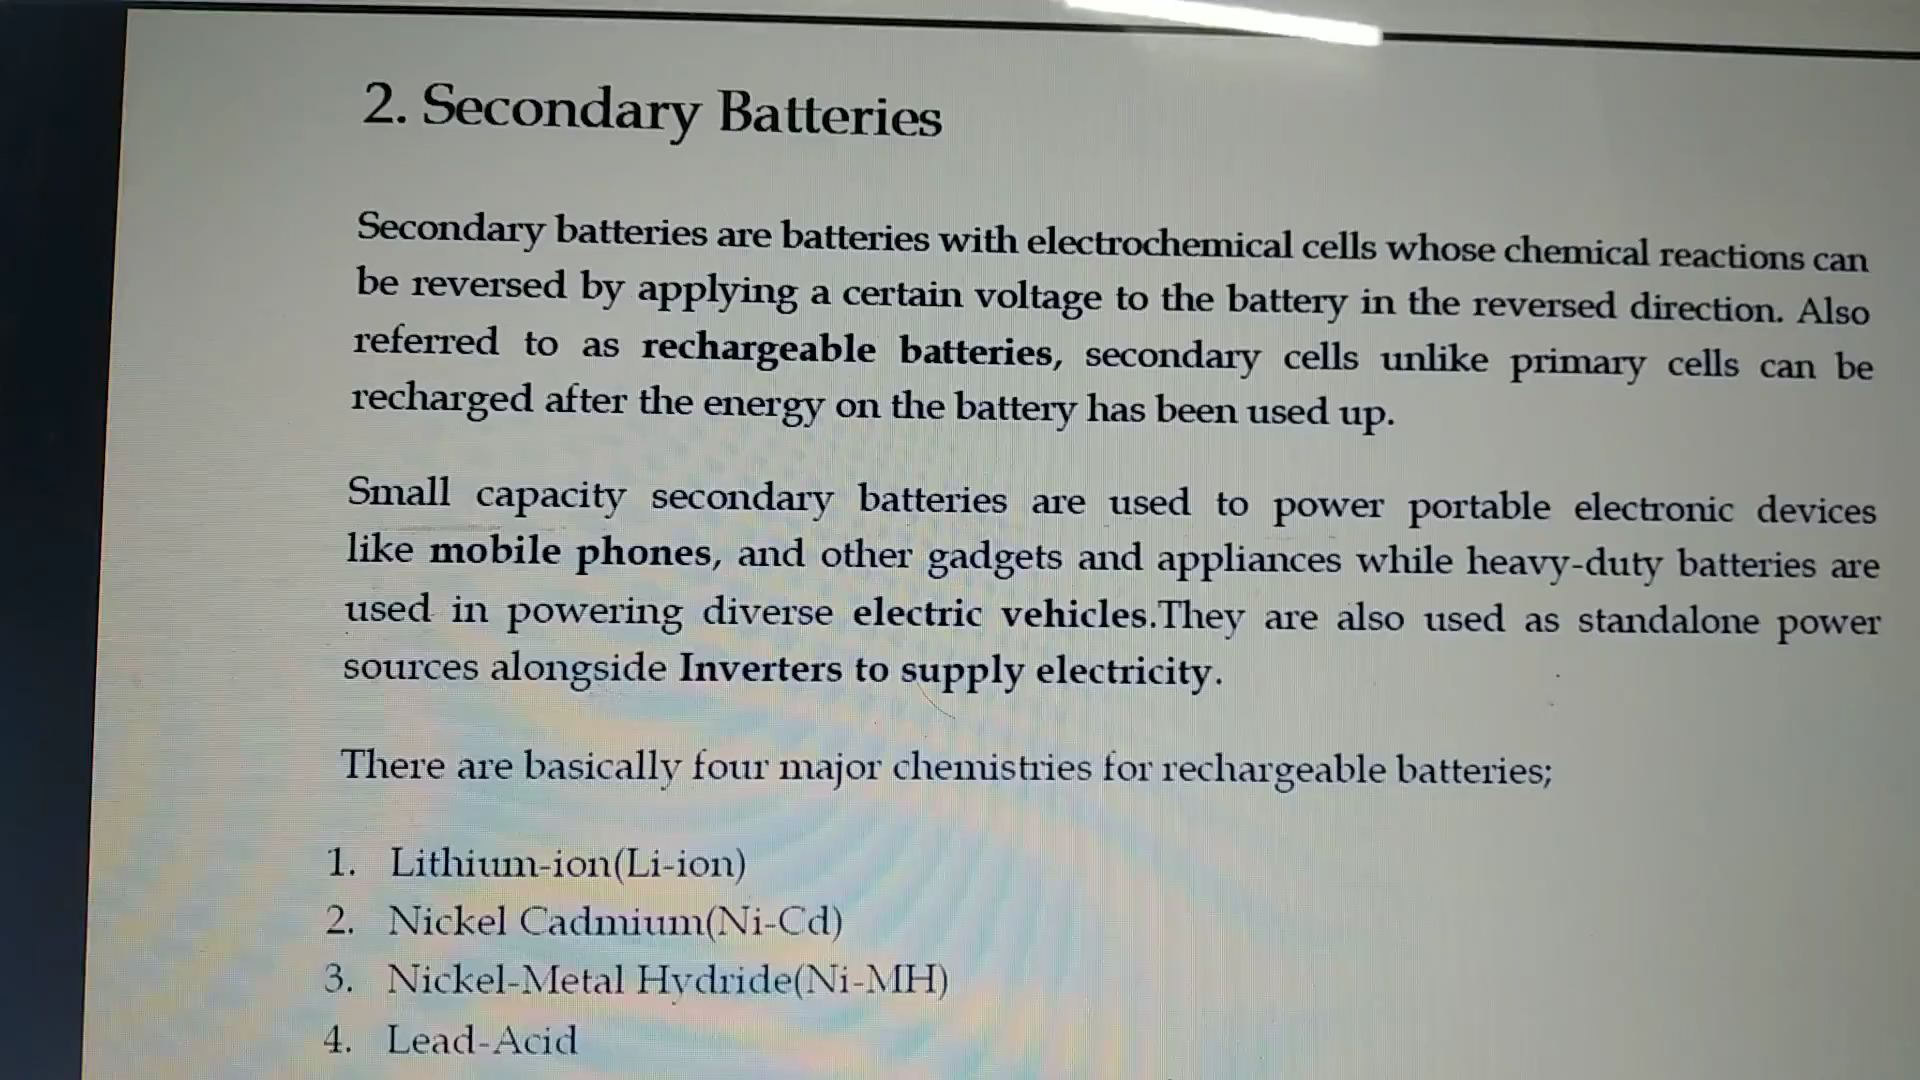 2. Secondary Batteries
Secondary batteries are batteries with electrochemical cells whose chemical reactions can
be reversed by applying a certain voltage to the battery in the reversed direction. Also
referred to as rechargeable batteries, secondary cells unlike primary cells can be
recharged after the energy on the battery has been used up.
Small capacity secondary batteries are used to power portable electronic devices
like mobile phones, and other gadgets and appliances while heavy-duty batteries are
used in powering diverse electric vehicles.They are also used as standalone power
sources alongside Inverters to supply electricity.
There are basically four major chemistries for rechargeable batteries;
1. Lithium-ion(Li-ion)
2. Nickel Cadmium(Ni-Cd)
3. Nickel-Metal Hydride(Ni-MH)
4. Lead-Acid